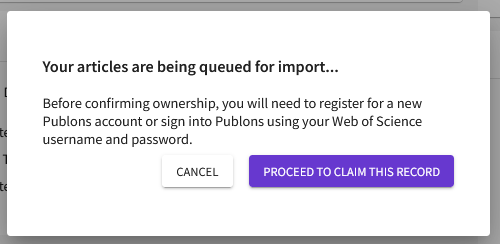 Your articles are being queued for import...
Before confirming ownership, you will need to register for a new
Publons account or sign into Publons using your Web of Science
username and password.
CANCEL
PROCEED TO CLAIM THIS RECORD